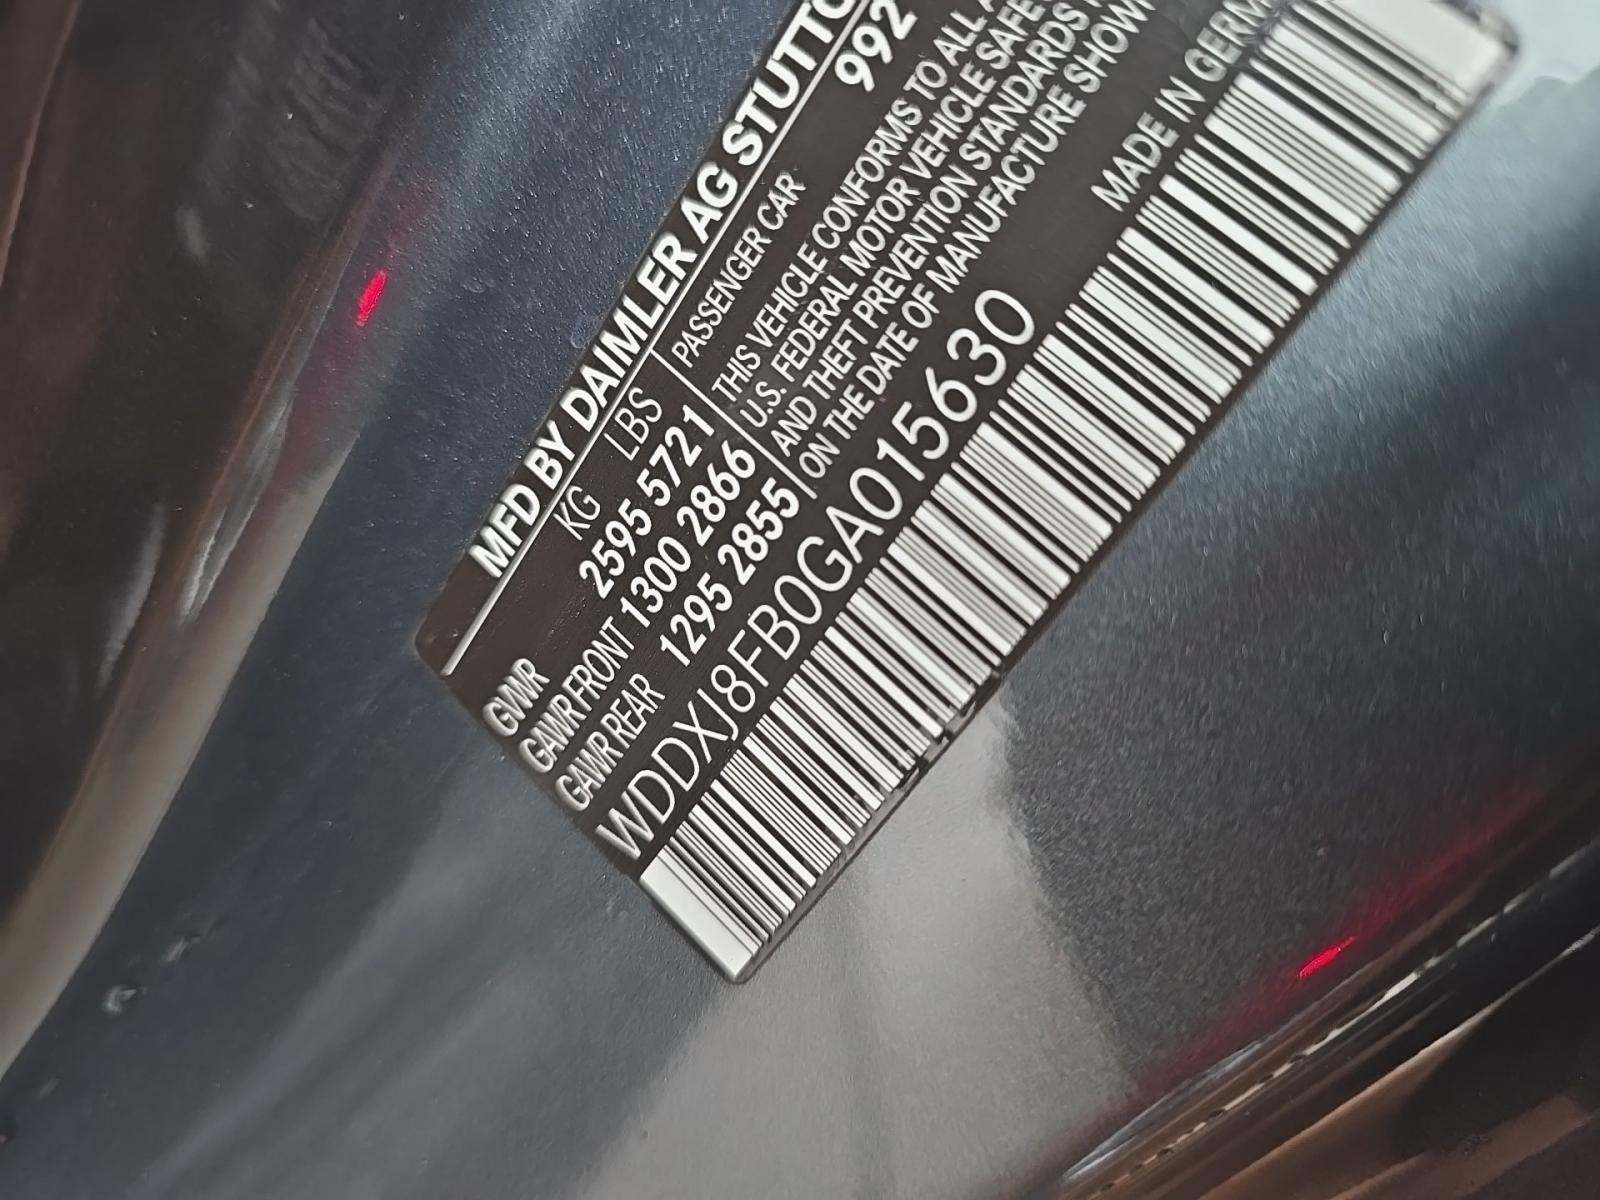 MFD BY DAIMLER AG STUTTG
992
KG LBS
GVWR 2595 5721
GAWR FRONT 1300 2866
GAWR REAR 1295 2855
PASSENGER CAR
THIS VEHICLE CONFORMS TO ALL A
U.S. FEDERAL MOTOR VEHICLE SAFE
AND THEFT PREVENTION STANDARDS
ON THE DATE OF MANUFACTURE SHOW
WDDXJ8FB0GA015630
MADE IN GERM